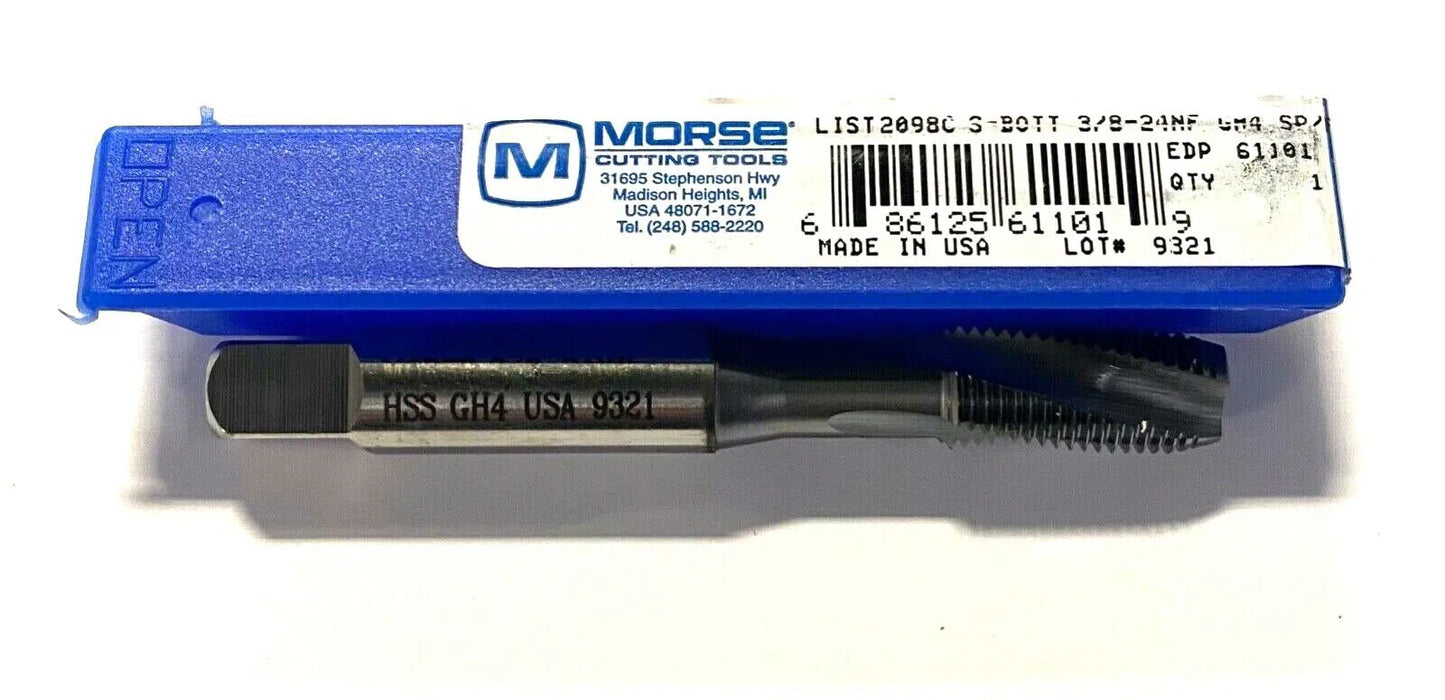 OPEN
M
MORSE
CUTTING TOOLS
31695 Stephenson Hwy
Madison Heights, MI
USA 48071-1672
Tel. (248) 588-2220
LIST2098C S-BOTT 3/8-24NF GH4 SP/
EDP 61101
QTY 1
6 86125 61101 9
MADE IN USA LOT# 9321
HSS GH4 USA 9321